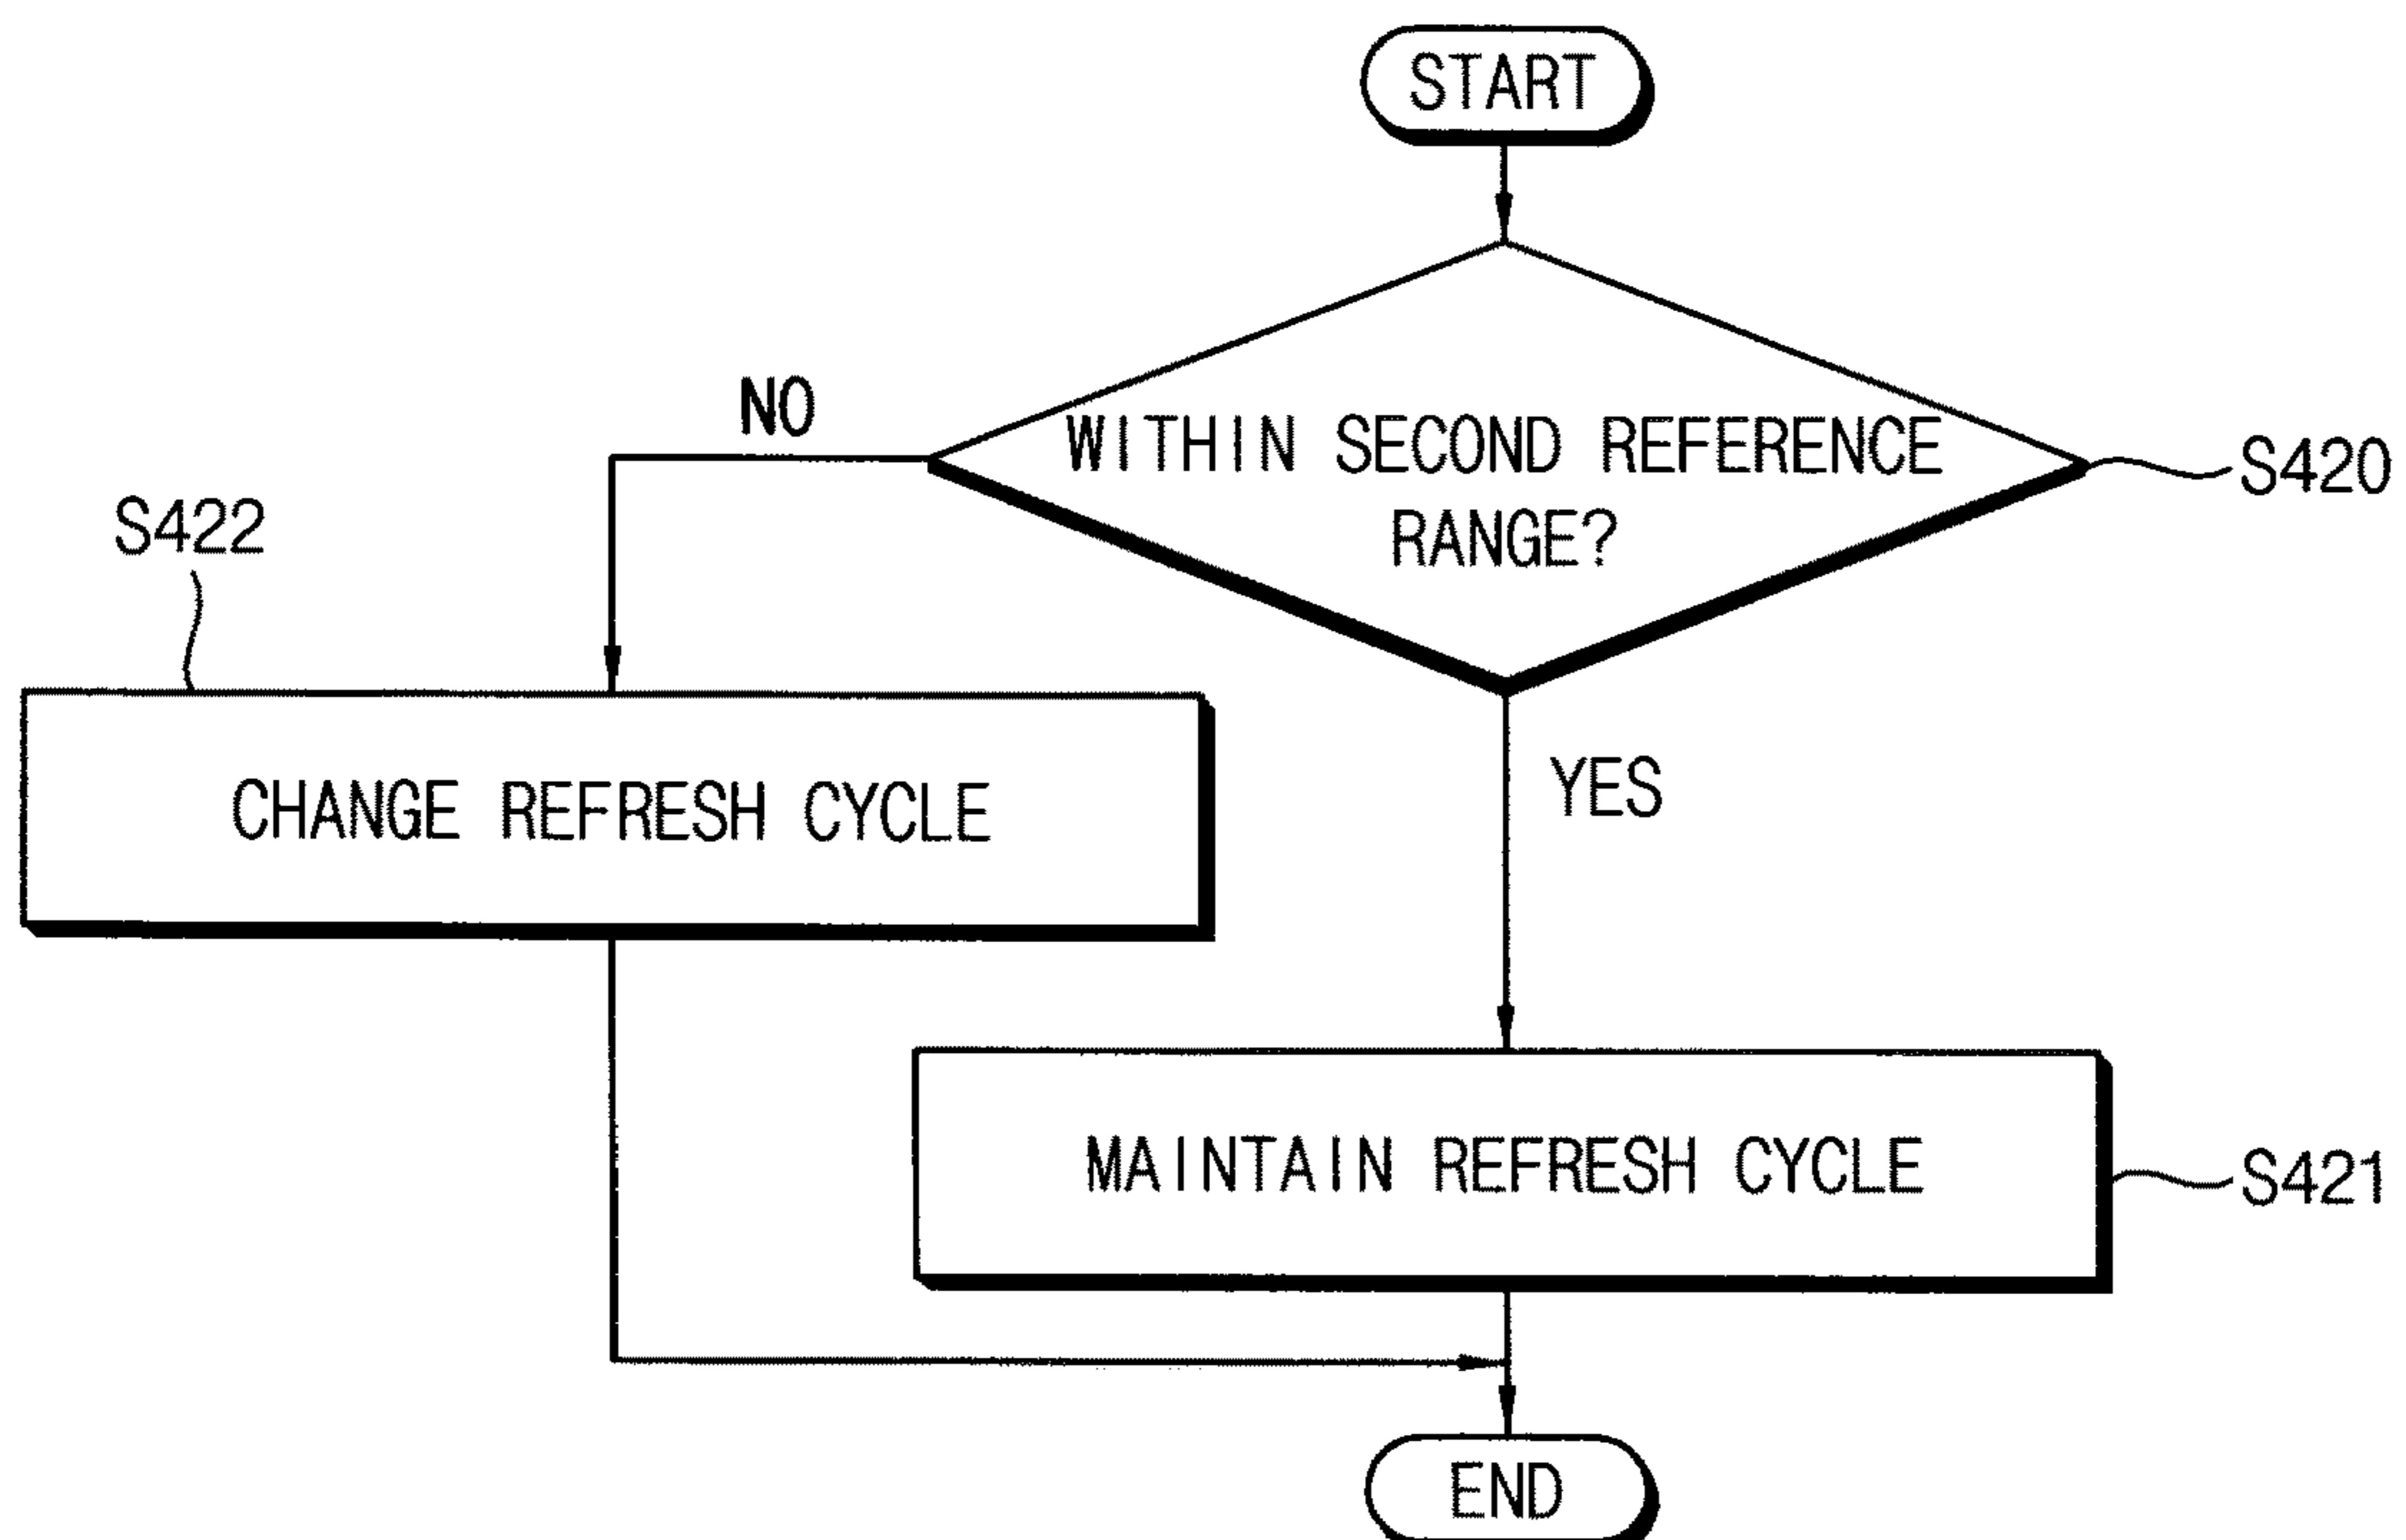 START
NO
WITHIN SECOND REFERENCE
RANGE?
S420
S422
CHANGE REFRESH CYCLE
YES
MAINTAIN REFRESH CYCLE
S421
END